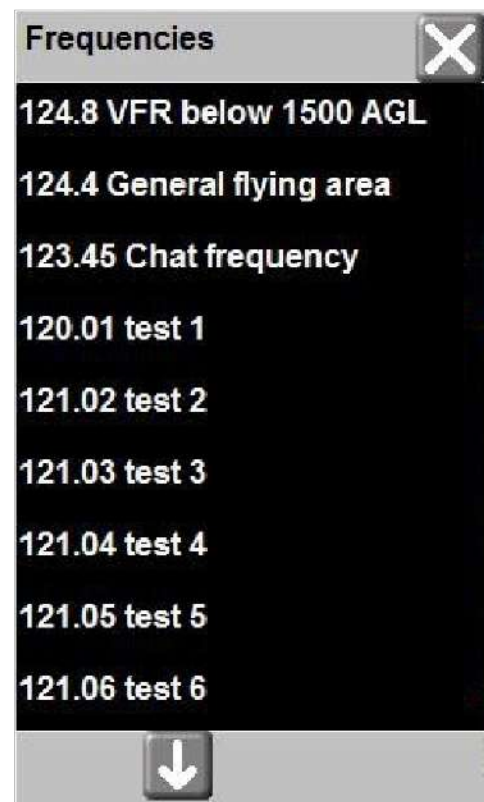 Frequencies
124.8 VFR below 1500 AGL
124.4 General flying area
123.45 Chat frequency
120.01 test 1
121.02 test 2
121.03 test 3
121.04 test 4
121.05 test 5
121.06 test 6